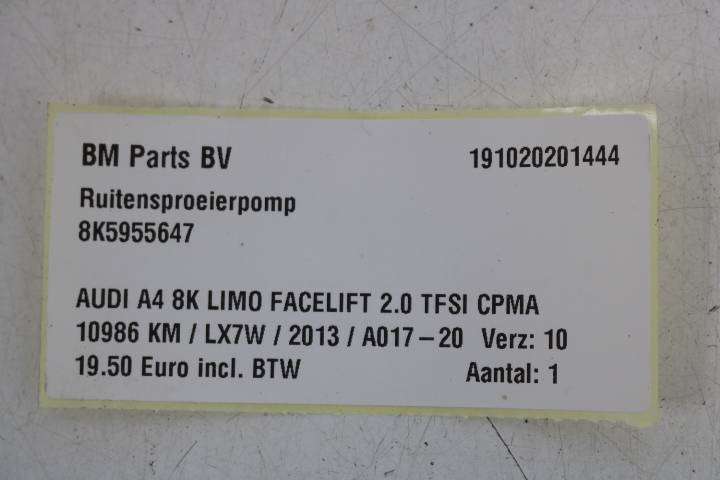 BM Parts BV 191020201444
Ruitensproeierpomp
8K5955647
AUDI A4 8K LIMO FACELIFT 2.0 TFSI CPMA
10986 KM / LX7W / 2013 / A017-20 Verz: 10
19.50 Euro incl. BTW Aantal: 1